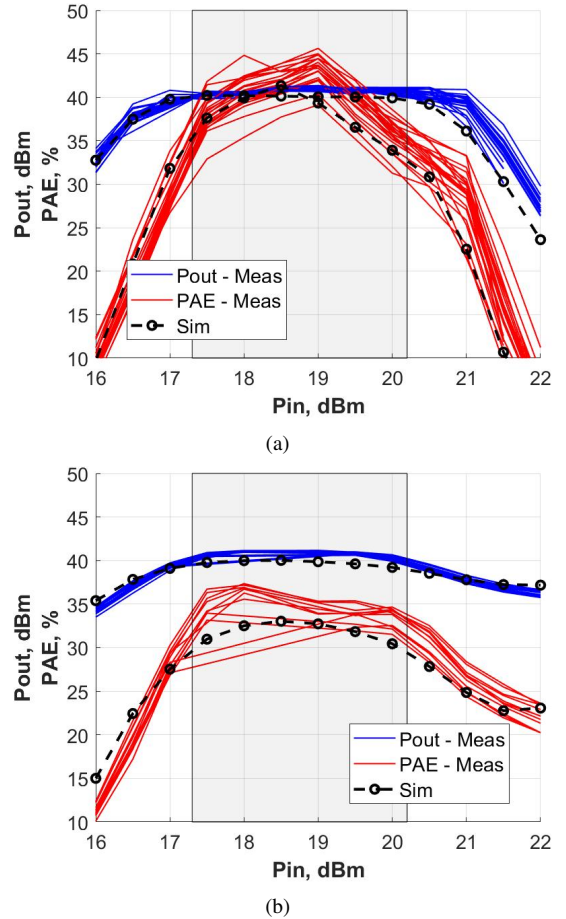 50
45
40
35
30
25
20
15
10
Pout, dBm
PAE, %
Pout - Meas
PAE - Meas
Sim
16 17 18 19 20 21 22
Pin, dBm
(a)
50
45
40
35
30
25
20
15
10
Pout, dBm
PAE, %
Pout - Meas
PAE - Meas
Sim
16 17 18 19 20 21 22
Pin, dBm
(b)